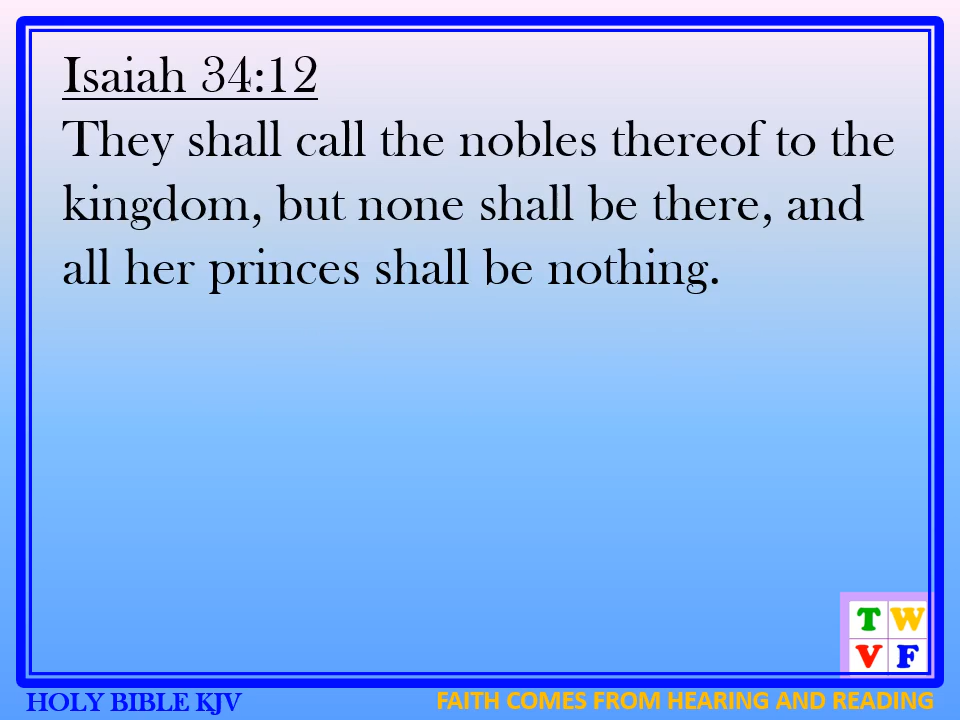 Isaiah 34:12
They shall call the nobles thereof to the
kingdom, but none shall be there, and
all her princes shall be nothing.
T W
V F
HOLY BIBLE KJV
FAITH COMES FROM HEARING AND READING